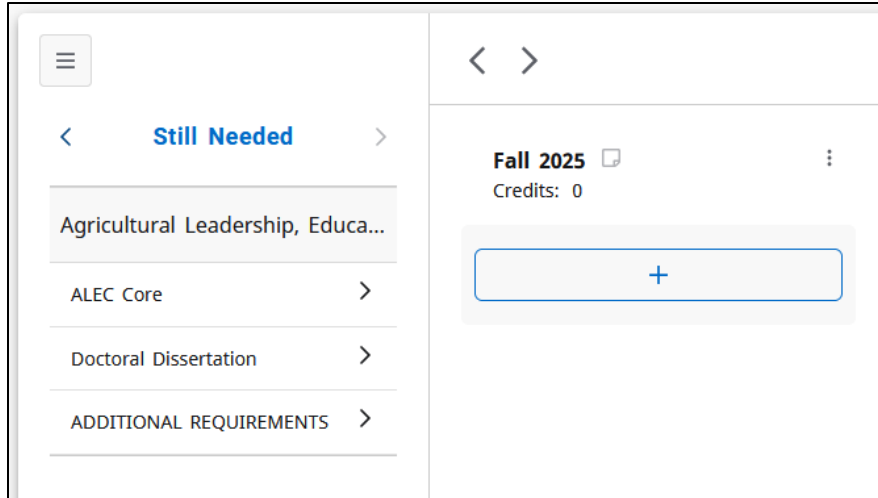 Still Needed
Agricultural Leadership, Educa...
ALEC Core
Doctoral Dissertation
ADDITIONAL REQUIREMENTS
Fall 2025
Credits: 0
+